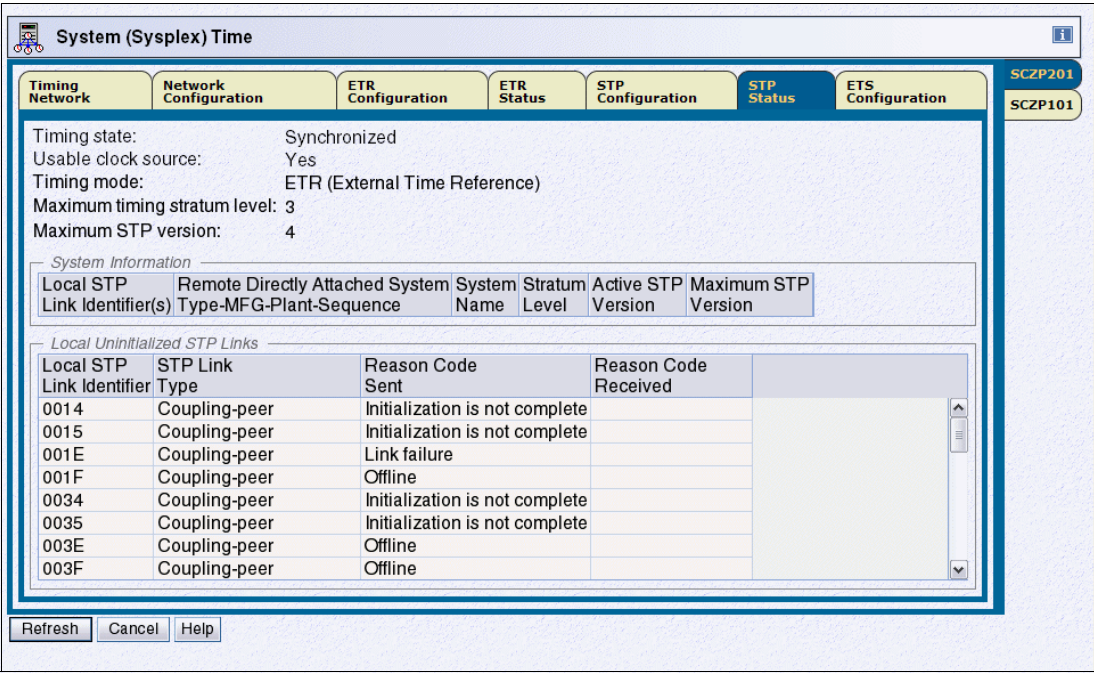 System (Sysplex) Time
i
SCZP201
SCZP101
Timing Network
Network Configuration
ETR Configuration
ETR Status
STP Configuration
STP Status
ETS Configuration
Timing state: Synchronized
Usable clock source: Yes
Timing mode: ETR (External Time Reference)
Maximum timing stratum level: 3
Maximum STP version: 4
System Information
Local STP Remote Directly Attached System System Stratum Active STP Maximum STP
Link Identifier(s) Type-MFG-Plant-Sequence Name Level Version Version
Local Uninitialized STP Links
Local STP STP Link Reason Code Reason Code
Link Identifier Type Sent Received
0014 Coupling-peer Initialization is not complete
0015 Coupling-peer Initialization is not complete
001E Coupling-peer Link failure
001F Coupling-peer Offline
0034 Coupling-peer Initialization is not complete
0035 Coupling-peer Initialization is not complete
003E Coupling-peer Offline
003F Coupling-peer Offline
Refresh Cancel Help